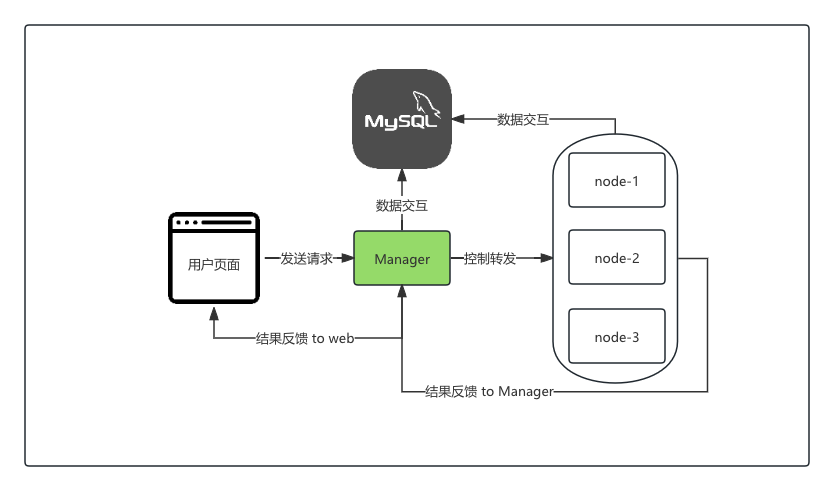 MySQL
数据交互
数据交互
node-1
用户页面
发送请求
Manager
控制转发
node-2
结果反馈 to web
node-3
结果反馈 to Manager